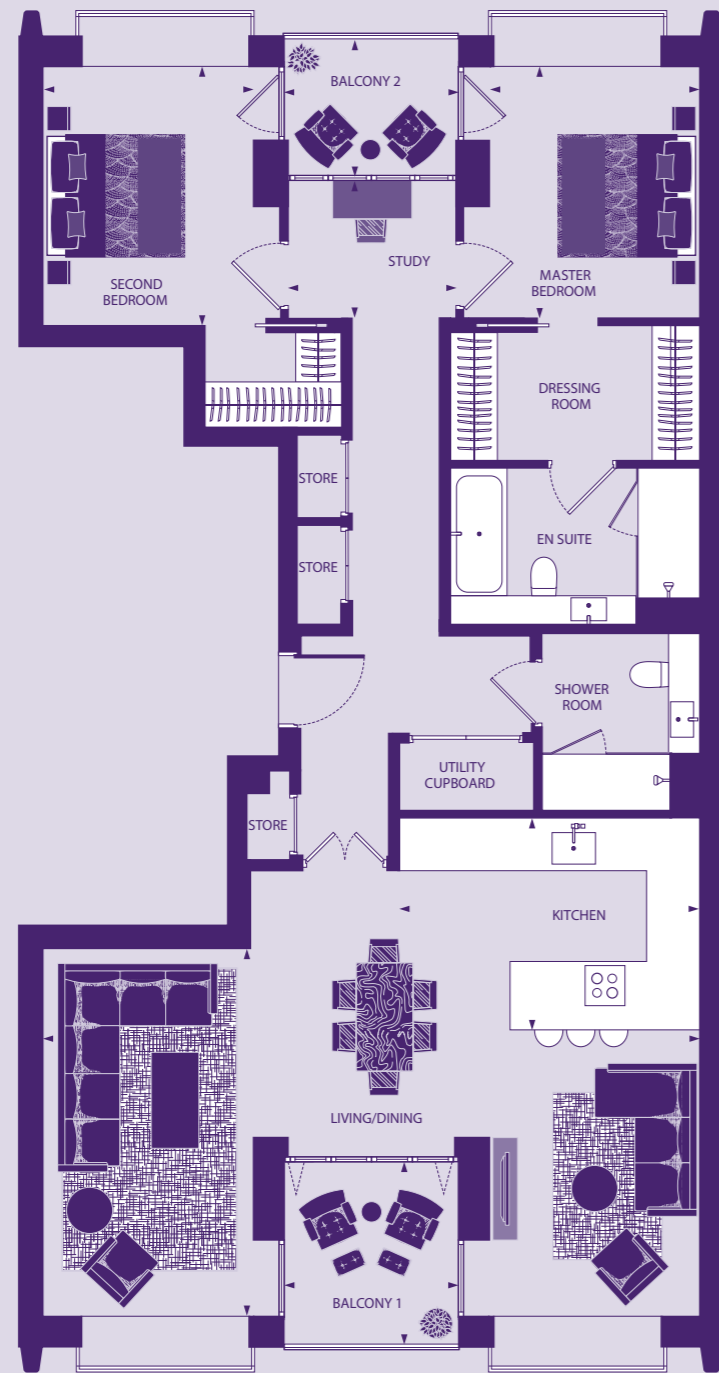 BALCONY 2
STUDY
SECOND
BEDROOM
MASTER
BEDROOM
DRESSING
ROOM
STORE
EN SUITE
STORE
SHOWER
ROOM
UTILITY
CUPBOARD
STORE
KITCHEN
LIVING/DINING
BALCONY 1